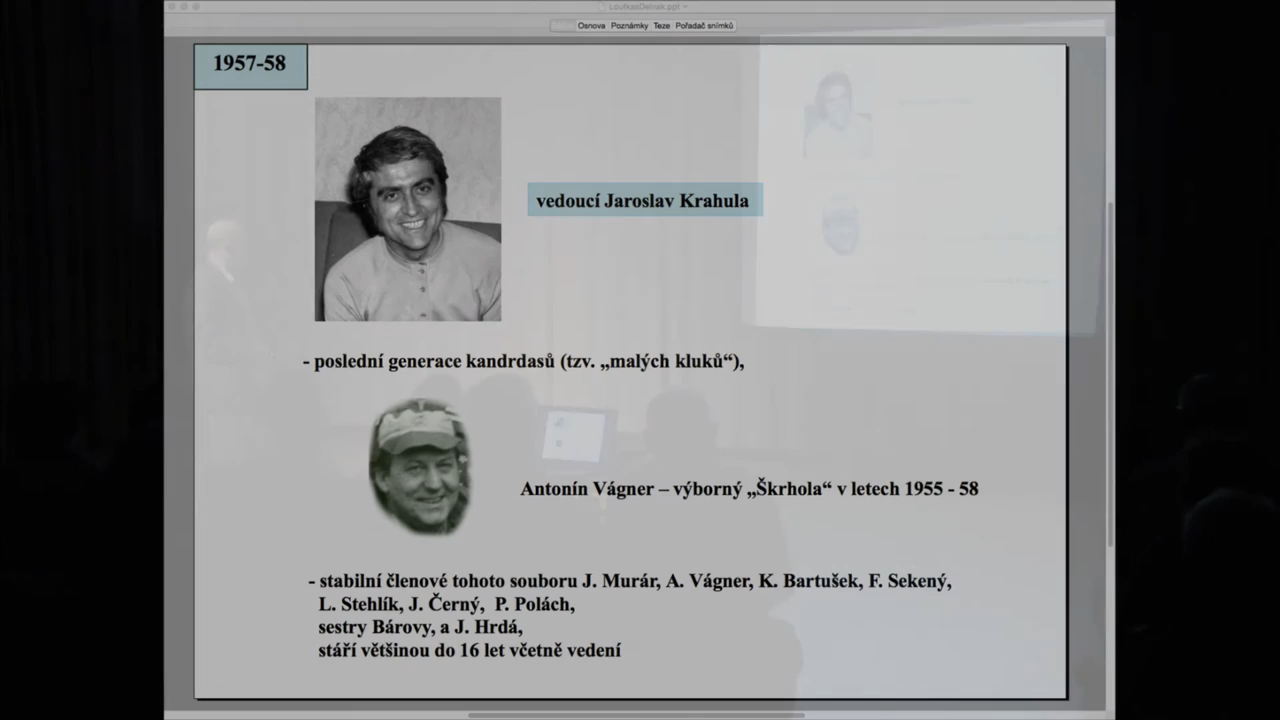 LoutkasDelnak.ppt
Osnova Poznámky Teze Pořadač snímků
1957-58
vedoucí Jaroslav Krahula
- poslední generace kandrdasů (tzv. „malých kluků“),
Antonín Vágner – výborný „Škrhola“ v letech 1955 - 58
- stabilní členové tohoto souboru J. Murár, A. Vágner, K. Bartušek, F. Sekený,
L. Stehlík, J. Černý, P. Polách,
sestry Bárovy, a J. Hrdá,
stáří většinou do 16 let včetně vedení